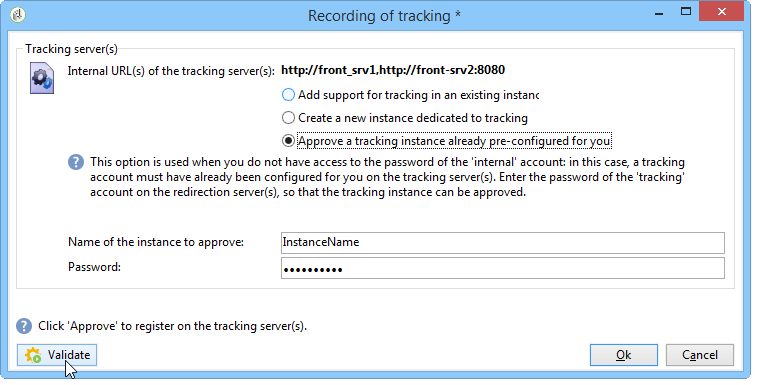 Recording of tracking *
Tracking server(s)
Internal URL(s) of the tracking server(s): http://front_srv1,http://front-srv2:8080
Add support for tracking in an existing instanc
Create a new instance dedicated to tracking
Approve a tracking instance already pre-configured for you
? This option is used when you do not have access to the password of the 'internal' account: in this case, a tracking
account must have already been configured for you on the tracking server(s). Enter the password of the 'tracking'
account on the redirection server(s), so that the tracking instance can be approved.
Name of the instance to approve: InstanceName
Password: ••••••••••
? Click 'Approve' to register on the tracking server(s).
Validate Ok Cancel